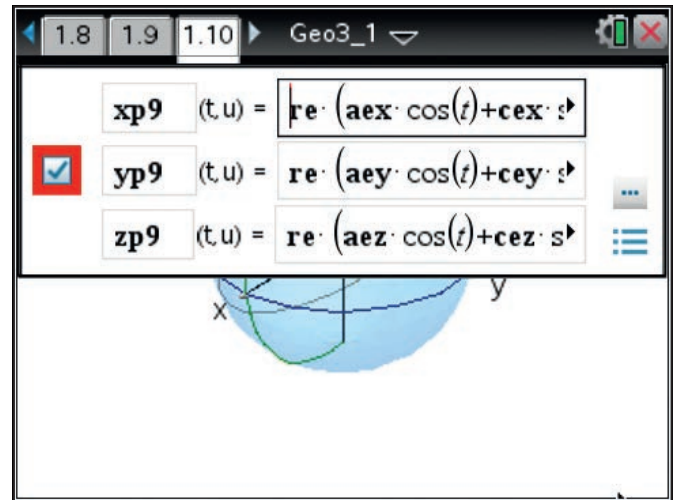 1.8 1.9 1.10 Geo3_1
xp9 (t,u) = re· (aex· cos(t)+cex· s
yp9 (t,u) = re· (aey· cos(t)+cey· s
zp9 (t,u) = re· (aez· cos(t)+cez· s
...
x y